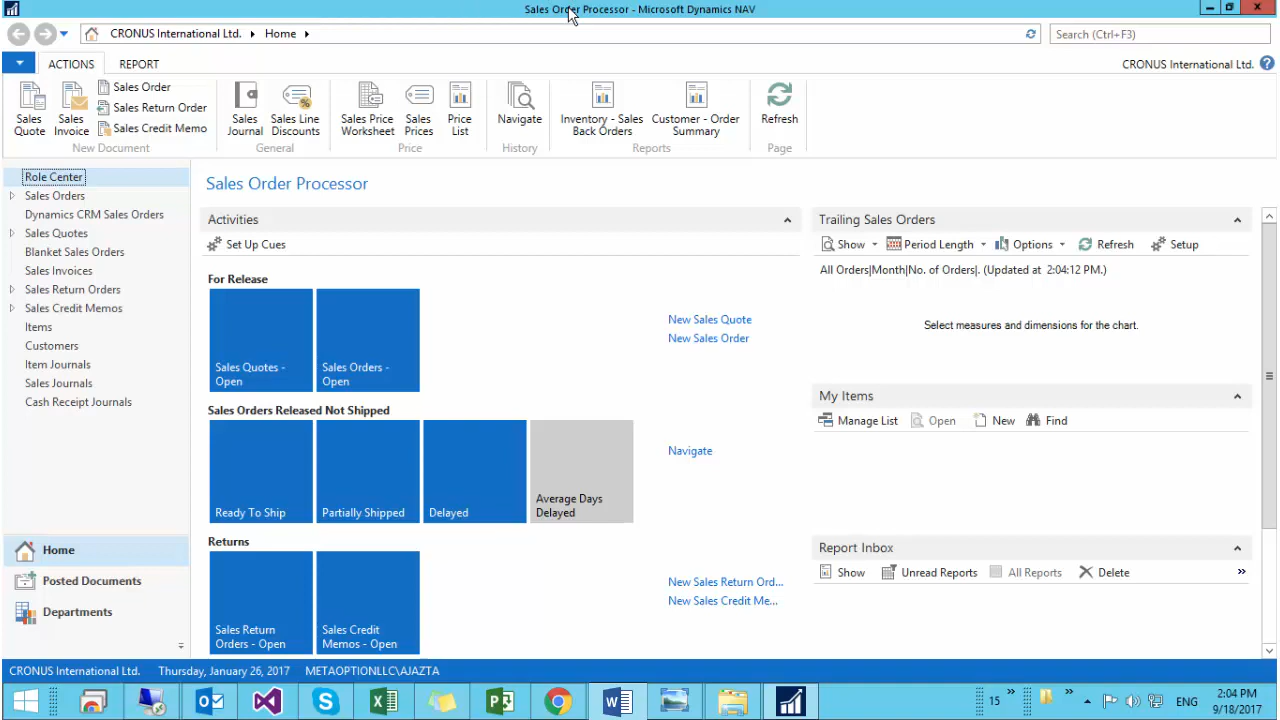 Sales Order Processor - Microsoft Dynamics NAV
CRONUS International Ltd. Home
Search (Ctrl+F3)
ACTIONS REPORT
CRONUS International Ltd.
Sales Quote
Sales Invoice
Sales Order
Sales Return Order
Sales Credit Memo
New Document
Sales Journal
Sales Line Discounts
General
Sales Price Worksheet
Sales Prices
Price List
Price
Navigate
History
Inventory - Sales Back Orders
Customer - Order Summary
Reports
Refresh
Page
Role Center
Sales Orders
Dynamics CRM Sales Orders
Sales Quotes
Blanket Sales Orders
Sales Invoices
Sales Return Orders
Sales Credit Memos
Items
Customers
Item Journals
Sales Journals
Cash Receipt Journals
Home
Posted Documents
Departments
Sales Order Processor
Activities
Set Up Cues
For Release
Sales Quotes -
Open
Sales Orders -
Open
New Sales Quote
New Sales Order
Sales Orders Released Not Shipped
Ready To Ship
Partially Shipped
Delayed
Average Days
Delayed
Navigate
Returns
Sales Return
Orders - Open
Sales Credit
Memos - Open
New Sales Return Ord...
New Sales Credit Me...
Trailing Sales Orders
Show Period Length Options Refresh Setup
All Orders|Month|No. of Orders|. (Updated at 2:04:12 PM.)
Select measures and dimensions for the chart.
My Items
Manage List Open New Find
Report Inbox
Show Unread Reports All Reports Delete »
CRONUS International Ltd. Thursday, January 26, 2017 METAOPTIONLLC\AJAZTA
15 » » ENG
2:04 PM
9/18/2017